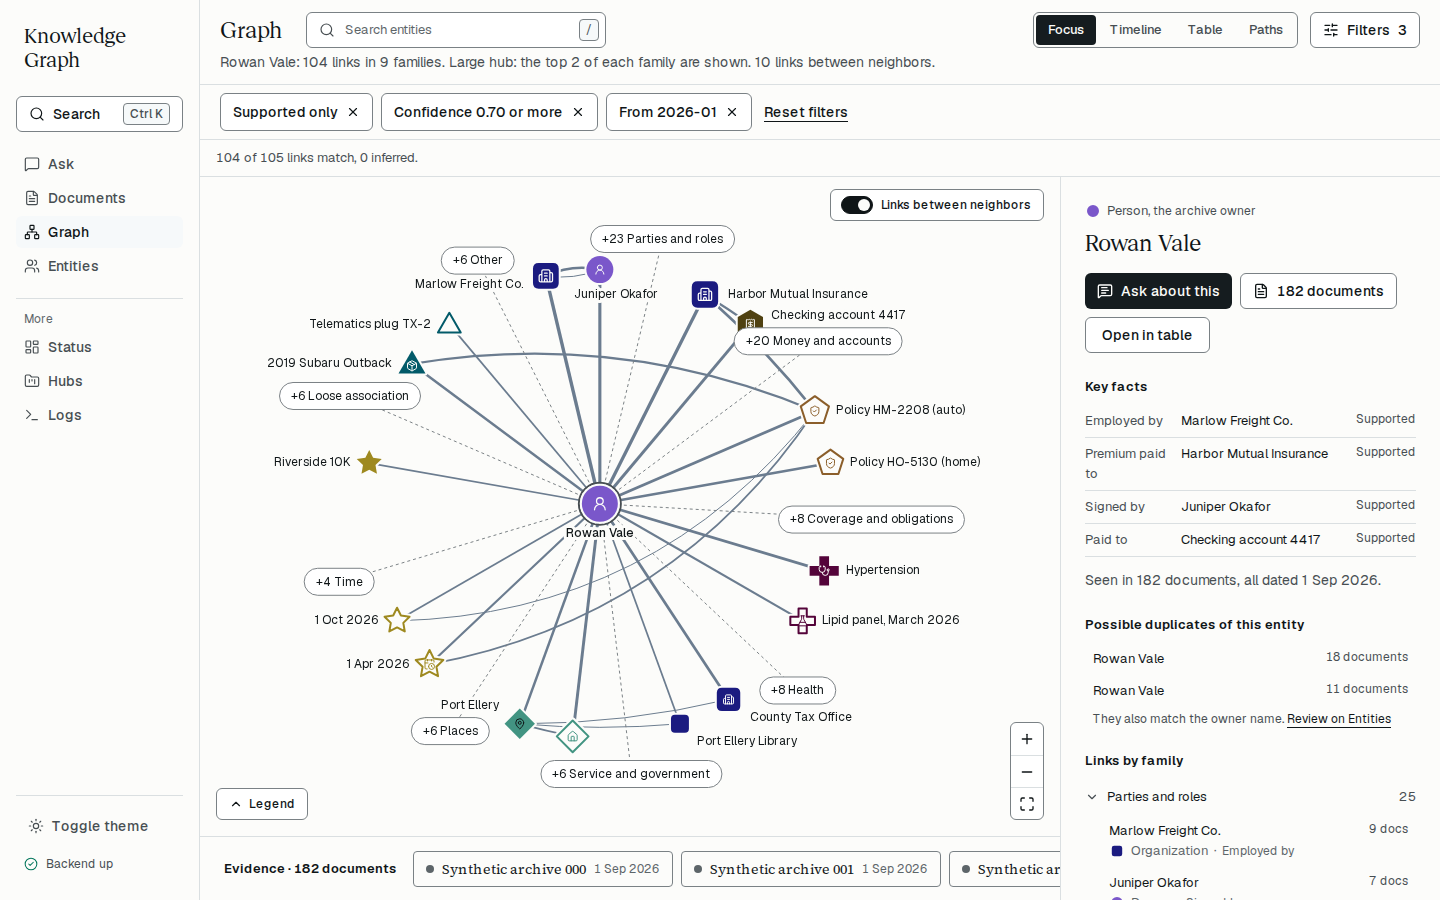 Knowledge
Graph
Search Ctrl K
Ask
Documents
Graph
Entities
More
Status
Hubs
Logs
Toggle theme
Backend up
Graph
Search entities /
Focus Timeline Table Paths
Filters 3
Rowan Vale: 104 links in 9 families. Large hub: the top 2 of each family are shown. 10 links between neighbors.
Supported only
Confidence 0.70 or more
From 2026-01
Reset filters
104 of 105 links match, 0 inferred.
Links between neighbors
+23 Parties and roles
+6 Other
Marlow Freight Co.
Juniper Okafor
Harbor Mutual Insurance
Checking account 4417
+20 Money and accounts
Telematics plug TX-2
2019 Subaru Outback
+6 Loose association
Policy HM-2208 (auto)
Riverside 10K
Policy HO-5130 (home)
Rowan Vale
+8 Coverage and obligations
+4 Time
Hypertension
1 Oct 2026
Lipid panel, March 2026
1 Apr 2026
+8 Health
Port Ellery
+6 Places
County Tax Office
Port Ellery Library
+6 Service and government
Legend
Evidence · 182 documents
Synthetic archive 000 1 Sep 2026
Synthetic archive 001 1 Sep 2026
Synthetic ar
Person, the archive owner
Rowan Vale
Ask about this
182 documents
Open in table
Key facts
Employed by Marlow Freight Co. Supported
Premium paid Harbor Mutual Insurance Supported
to
Signed by Juniper Okafor Supported
Paid to Checking account 4417 Supported
Seen in 182 documents, all dated 1 Sep 2026.
Possible duplicates of this entity
Rowan Vale 18 documents
Rowan Vale 11 documents
They also match the owner name. Review on Entities
Links by family
Parties and roles 25
Marlow Freight Co. 9 docs
Organization · Employed by
Juniper Okafor 7 docs